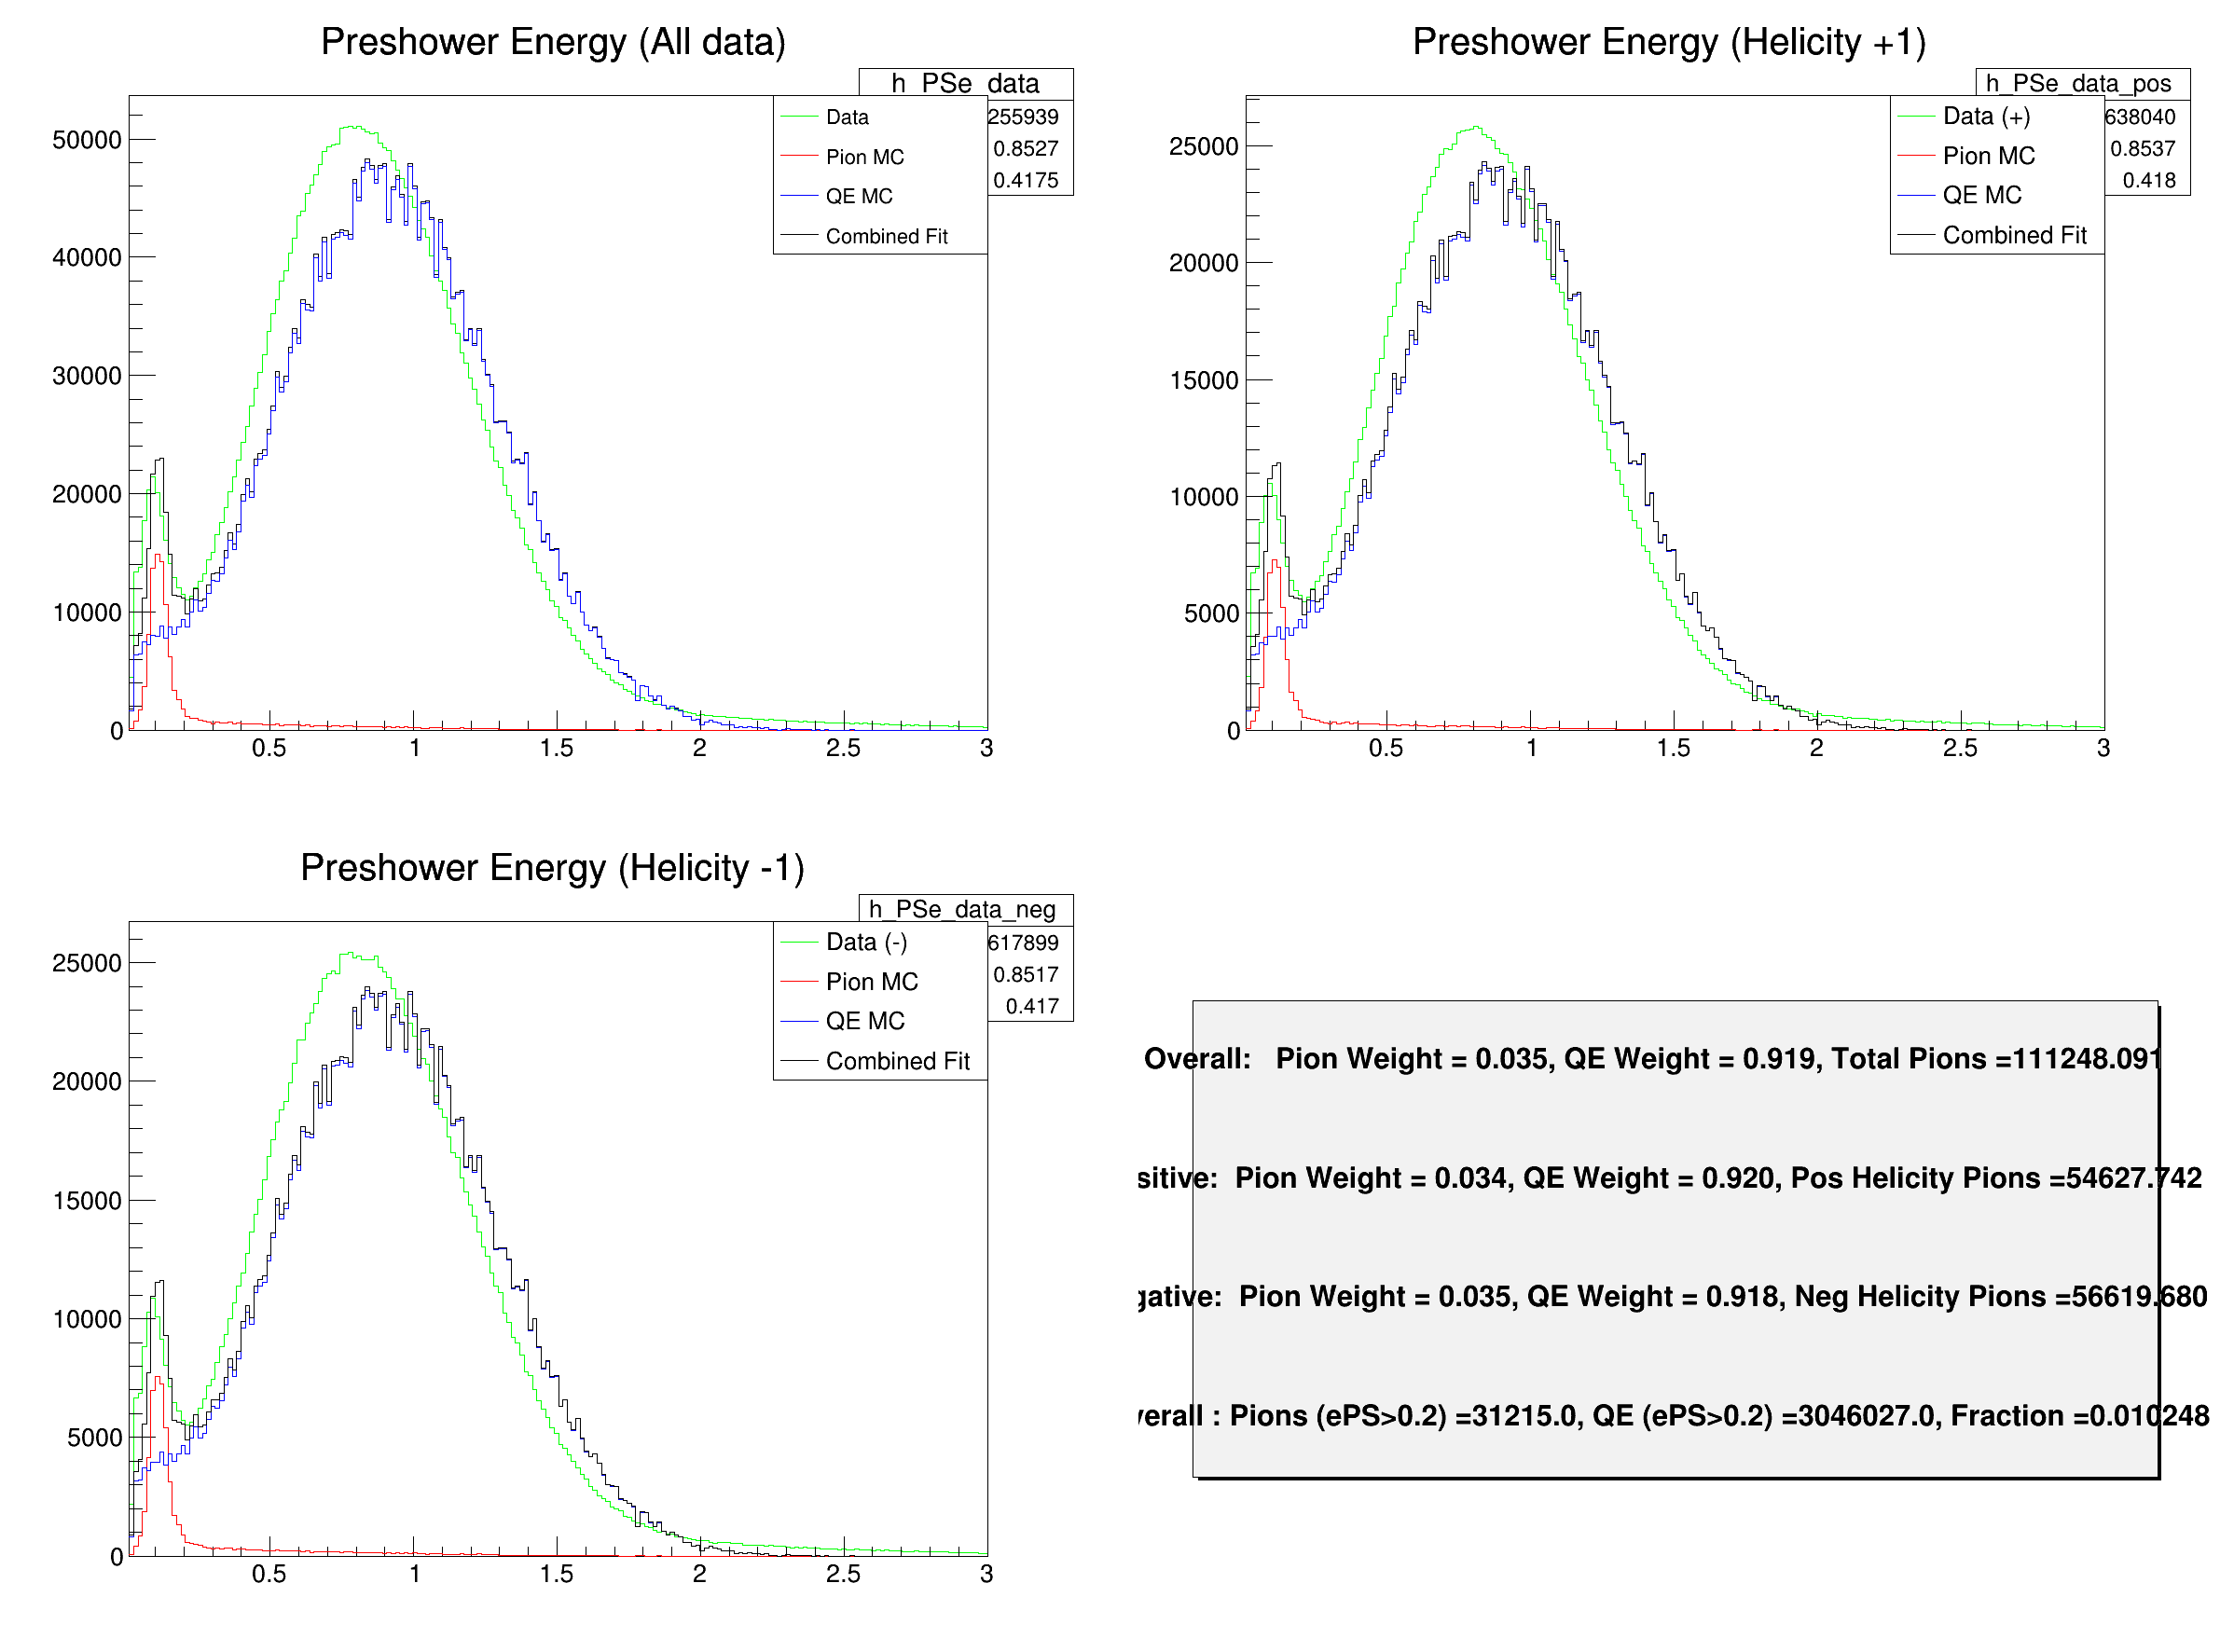 Preshower Energy (All data)
h_PSe_data
255939
0.8527
0.4175
Data
Pion MC
QE MC
Combined Fit
50000
40000
30000
20000
10000
0
0.5
1
1.5
2
2.5
3
Preshower Energy (Helicity +1)
h_PSe_data_pos
638040
0.8537
0.418
Data (+)
Pion MC
QE MC
Combined Fit
25000
20000
15000
10000
5000
0
0.5
1
1.5
2
2.5
3
Preshower Energy (Helicity -1)
h_PSe_data_neg
617899
0.8517
0.417
Data (-)
Pion MC
QE MC
Combined Fit
25000
20000
15000
10000
5000
0
0.5
1
1.5
2
2.5
3
Overall: Pion Weight = 0.035, QE Weight = 0.919, Total Pions =111248.091
sitive: Pion Weight = 0.034, QE Weight = 0.920, Pos Helicity Pions =54627.742
gative: Pion Weight = 0.035, QE Weight = 0.918, Neg Helicity Pions =56619.680
verall : Pions (ePS>0.2) =31215.0, QE (ePS>0.2) =3046027.0, Fraction =0.010248